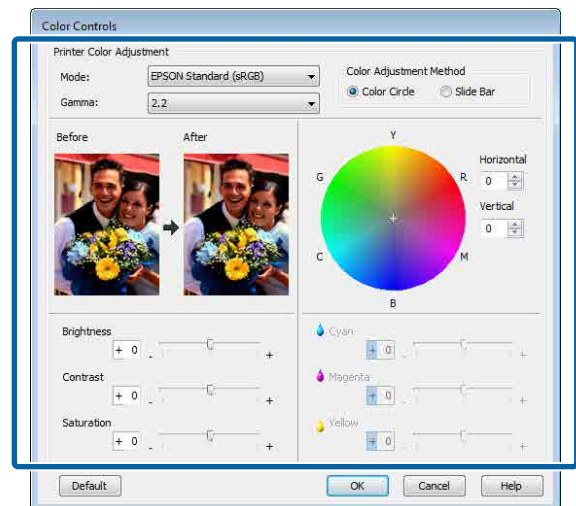 Color Controls
Printer Color Adjustment
Mode: EPSON Standard (sRGB)
Gamma: 2.2
Color Adjustment Method
Color Circle Slide Bar
Before After
Y
G R
C M
B
Horizontal
0
Vertical
0
Brightness
+ 0 - +
Contrast
+ 0 - +
Saturation
+ 0 - +
Cyan
+ 0 - +
Magenta
+ 0 - +
Yellow
+ 0 - +
Default OK Cancel Help